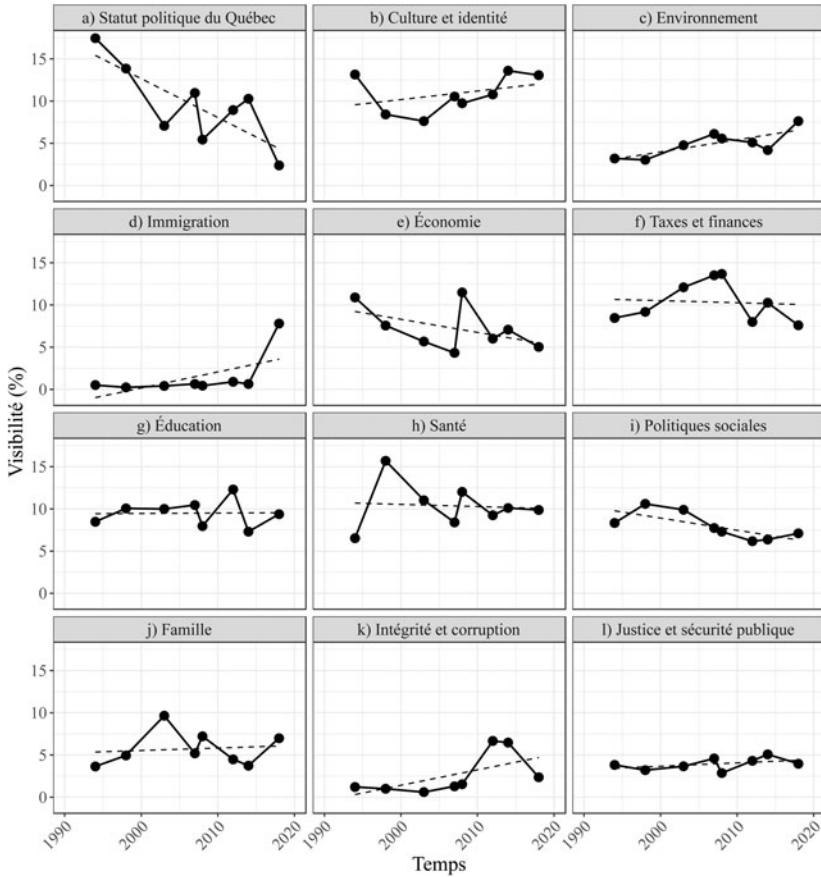 a) Statut politique du Québec
b) Culture et identité
c) Environnement
15
10
5
0
d) Immigration
e) Économie
f) Taxes et finances
15
10
5
0
Visibilité (%)
g) Éducation
h) Santé
i) Politiques sociales
15
10
5
0
j) Famille
k) Intégrité et corruption
l) Justice et sécurité publique
15
10
5
0
1990
2000
2010
2020
1990
2000
2010
2020
1990
2000
2010
2020
Temps